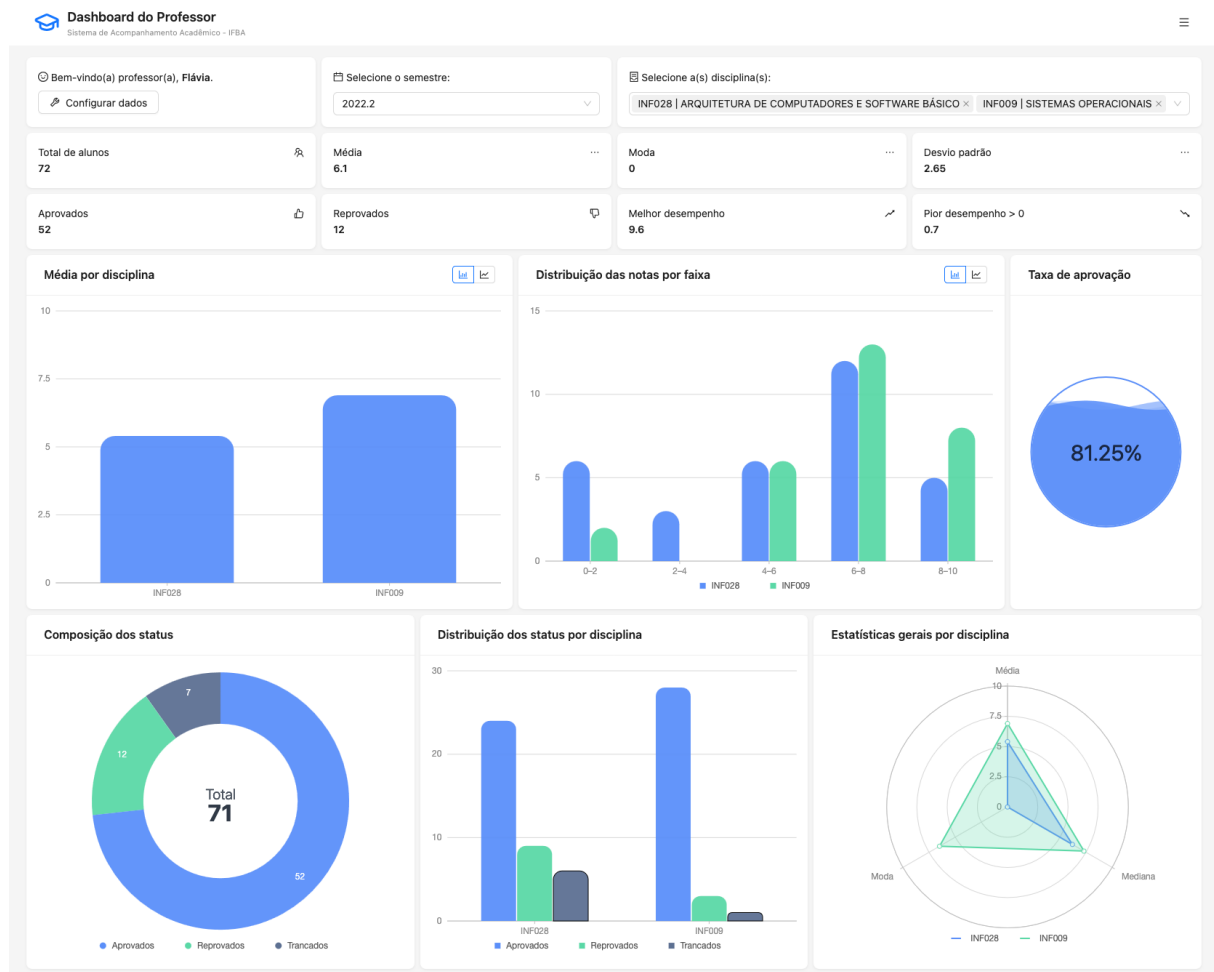 Dashboard do Professor
Sistema de Acompanhamento Acadêmico - IFBA
Bem-vindo(a) professor(a), Flávia.
Configurar dados
Selecione o semestre:
2022.2
Selecione a(s) disciplina(s):
INF028 | ARQUITETURA DE COMPUTADORES E SOFTWARE BÁSICO × INF009 | SISTEMAS OPERACIONAIS ×
Total de alunos
72
Média
6.1
Moda
0
Desvio padrão
2.65
Aprovados
52
Reprovados
12
Melhor desempenho
9.6
Pior desempenho > 0
0.7
Média por disciplina
10
7.5
5
2.5
0
INF028 INF009
Distribuição das notas por faixa
15
10
5
0
0–2 2–4 4–6 6–8 8–10
INF028 INF009
Taxa de aprovação
81.25%
Composição dos status
7
12
Total
71
52
Aprovados Reprovados Trancados
Distribuição dos status por disciplina
30
20
10
0
INF028 INF009
Aprovados Reprovados Trancados
Estatísticas gerais por disciplina
Média
10
7.5
5
2.5
0
Moda Mediana
INF028 INF009